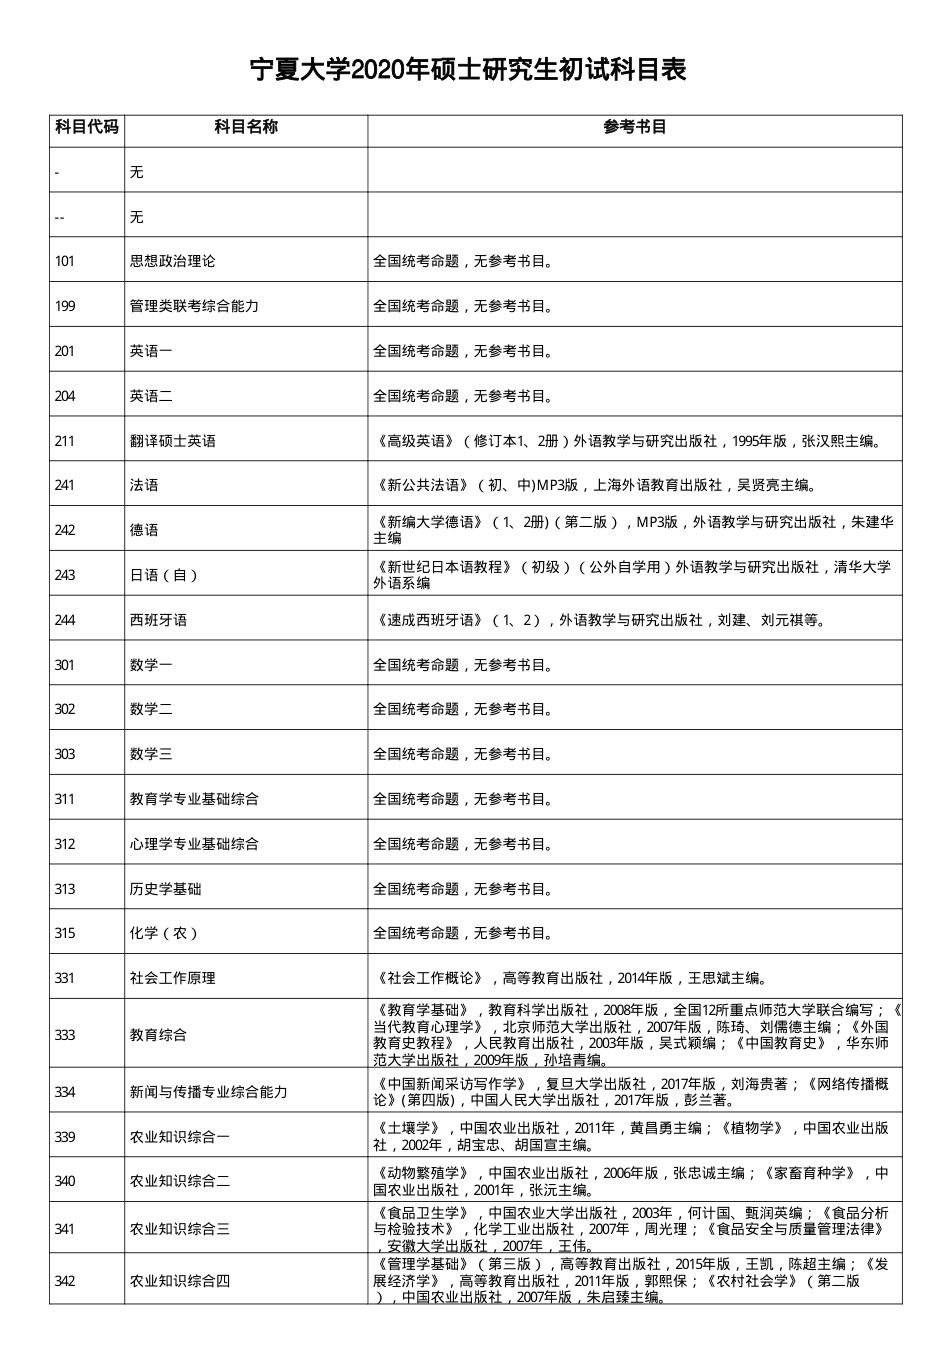 宁夏大学2020年硕士研究生初试科目表
科目代码 科目名称 参考书目
- 无
-- 无
101 思想政治理论 全国统考命题，无参考书目。
199 管理类联考综合能力 全国统考命题，无参考书目。
201 英语一 全国统考命题，无参考书目。
204 英语二 全国统考命题，无参考书目。
211 翻译硕士英语 《高级英语》（修订本1、2册）外语教学与研究出版社，1995年版，张汉熙主编。
241 法语 《新公共法语》（初、中)MP3版，上海外语教育出版社，吴贤亮主编。
242 德语 《新编大学德语》（1、2册)（第二版），MP3版，外语教学与研究出版社，朱建华
主编
243 日语（自） 《新世纪日本语教程》（初级）（公外自学用）外语教学与研究出版社，清华大学
外语系编
244 西班牙语 《速成西班牙语》（1、2），外语教学与研究出版社，刘建、刘元祺等。
301 数学一 全国统考命题，无参考书目。
302 数学二 全国统考命题，无参考书目。
303 数学三 全国统考命题，无参考书目。
311 教育学专业基础综合 全国统考命题，无参考书目。
312 心理学专业基础综合 全国统考命题，无参考书目。
313 历史学基础 全国统考命题，无参考书目。
315 化学（农） 全国统考命题，无参考书目。
331 社会工作原理 《社会工作概论》，高等教育出版社，2014年版，王思斌主编。
333 教育综合 《教育学基础》，教育科学出版社，2008年版，全国12所重点师范大学联合编写；《
当代教育心理学》，北京师范大学出版社，2007年版，陈琦、刘儒德主编；《外国
教育史教程》，人民教育出版社，2003年版，吴式颖编；《中国教育史》，华东师
范大学出版社，2009年版，孙培青编。
334 新闻与传播专业综合能力 《中国新闻采访写作学》，复旦大学出版社，2017年版，刘海贵著；《网络传播概
论》(第四版)，中国人民大学出版社，2017年版，彭兰著。
339 农业知识综合一 《土壤学》，中国农业出版社，2011年，黄昌勇主编；《植物学》，中国农业出版
社，2002年，胡宝忠、胡国宣主编。
340 农业知识综合二 《动物繁殖学》，中国农业出版社，2006年版，张忠诚主编；《家畜育种学》，中
国农业出版社，2001年，张沅主编。
341 农业知识综合三 《食品卫生学》，中国农业大学出版社，2003年，何计国、甄润英编；《食品分析
与检验技术》，化学工业出版社，2007年，周光理；《食品安全与质量管理法律》
，安徽大学出版社，2007年，王伟。
342 农业知识综合四 《管理学基础》（第三版），高等教育出版社，2015年版，王凯，陈超主编；《发
展经济学》，高等教育出版社，2011年版，郭熙保；《农村社会学》（第二版
），中国农业出版社，2007年版，朱启臻主编。